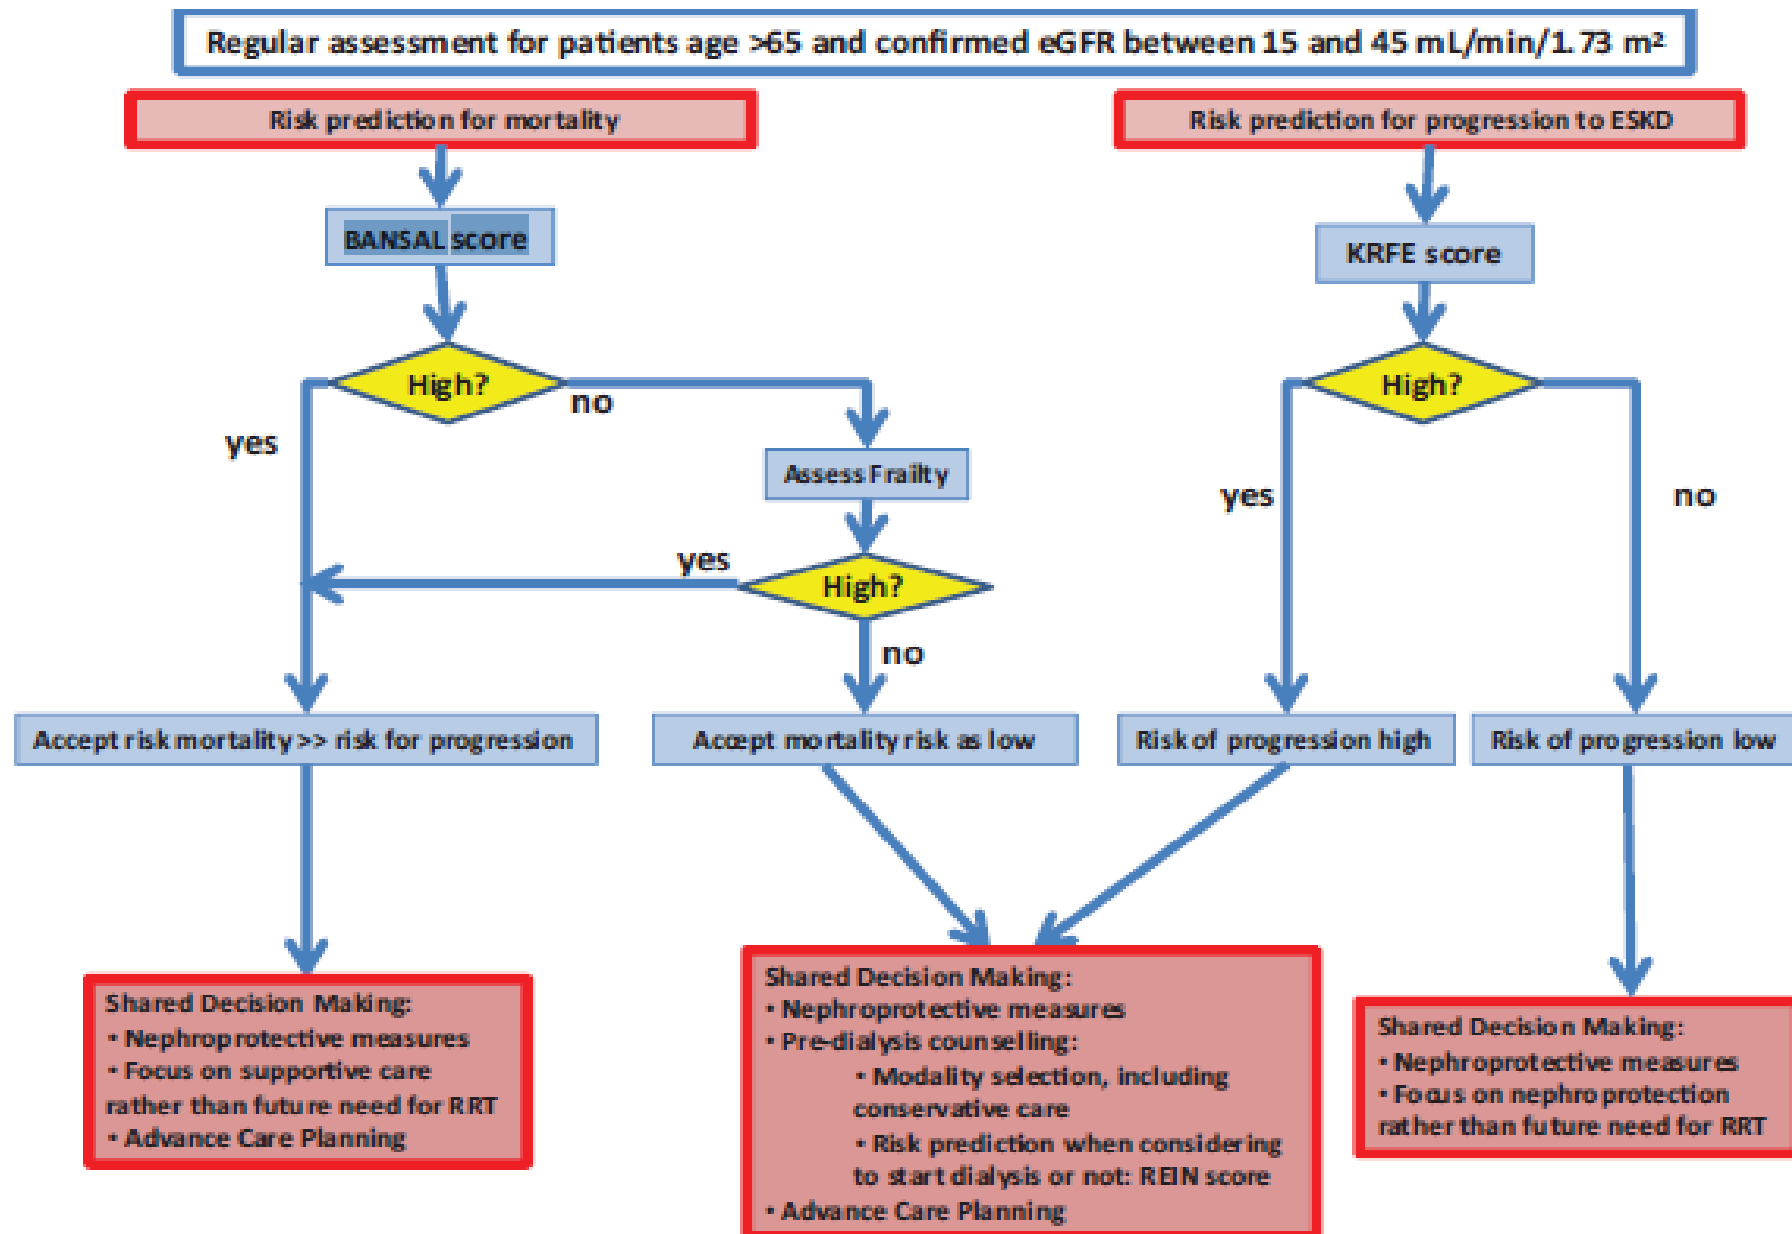 Regular assessment for patients age >65 and confirmed eGFR between 15 and 45 mL/min/1.73 m²
Risk prediction for mortality
Risk prediction for progression to ESKD
BANSAL score
KRFE score
High?
no
yes
High?
Assess Frailty
yes
no
yes
High?
no
Accept risk mortality >> risk for progression
Accept mortality risk as low
Risk of progression high
Risk of progression low
Shared Decision Making:
• Nephroprotective measures
• Focus on supportive care
rather than future need for RRT
• Advance Care Planning
Shared Decision Making:
• Nephroprotective measures
• Pre-dialysis counselling:
• Modality selection, including
conservative care
• Risk prediction when considering
to start dialysis or not: REIN score
• Advance Care Planning
Shared Decision Making:
• Nephroprotective measures
• Focus on nephroprotection
rather than future need for RRT